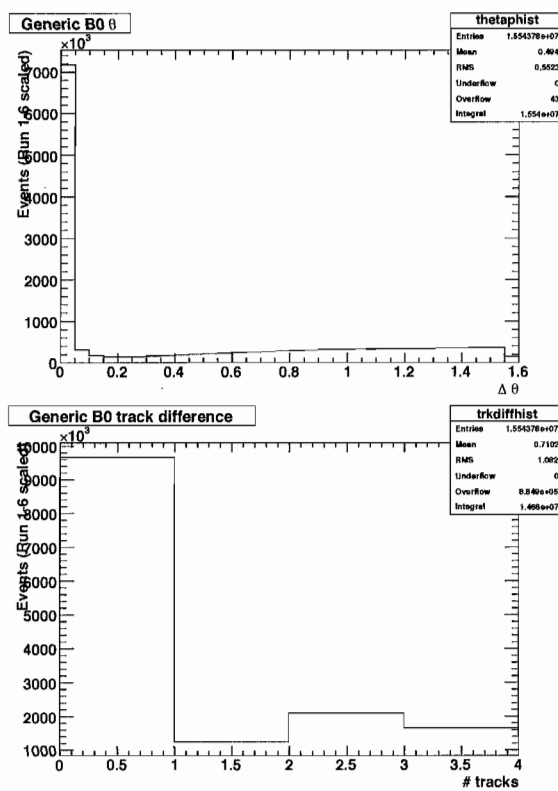 Generic B0 θ
thetaphist
Entries 1.554378e+07
Mean 0.494
RMS 0.5523
Underflow 0
Overflow 43
Integral 1.554e+07
×10³
Events (Run 1-6 scaled)
7000
6000
5000
4000
3000
2000
1000
0
0 0.2 0.4 0.6 0.8 1 1.2 1.4 1.6
Δ θ
Generic B0 track difference
trkdiffhist
Entries 1.554378e+07
Mean 0.7102
RMS 1.082
Underflow 0
Overflow 8.849e+05
Integral 1.466e+07
×10³
Events (Run 1-6 scaled)
10000
9000
8000
7000
6000
5000
4000
3000
2000
1000
0 0.5 1 1.5 2 2.5 3 3.5 4
# tracks